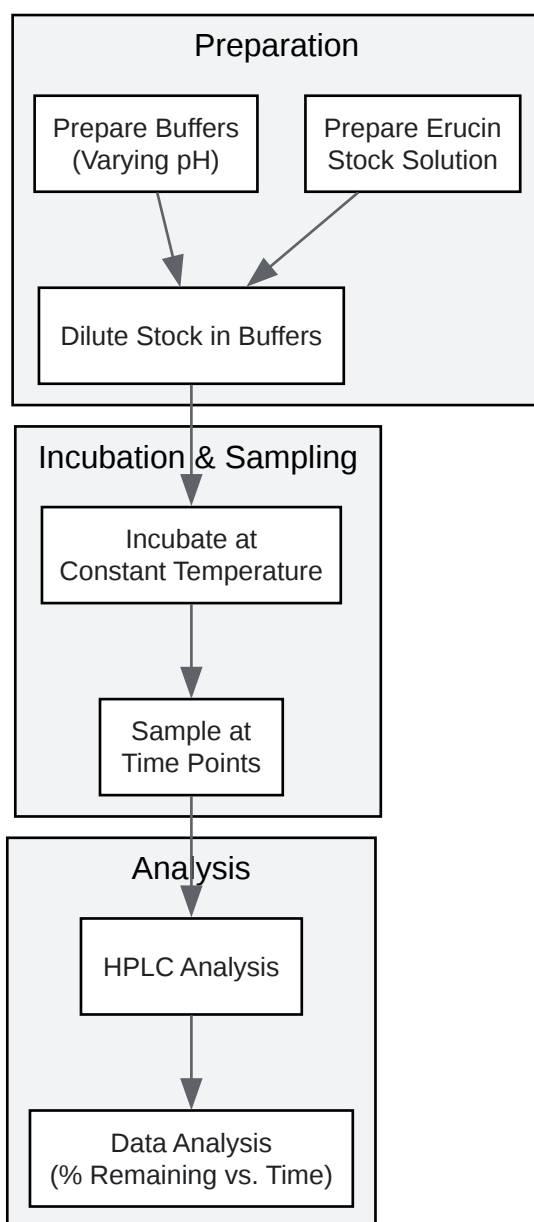 Preparation
Prepare Buffers
(Varying pH)
Prepare Erucin
Stock Solution
Dilute Stock in Buffers
Incubation & Sampling
Incubate at
Constant Temperature
Sample at
Time Points
Analysis
HPLC Analysis
Data Analysis
(% Remaining vs. Time)